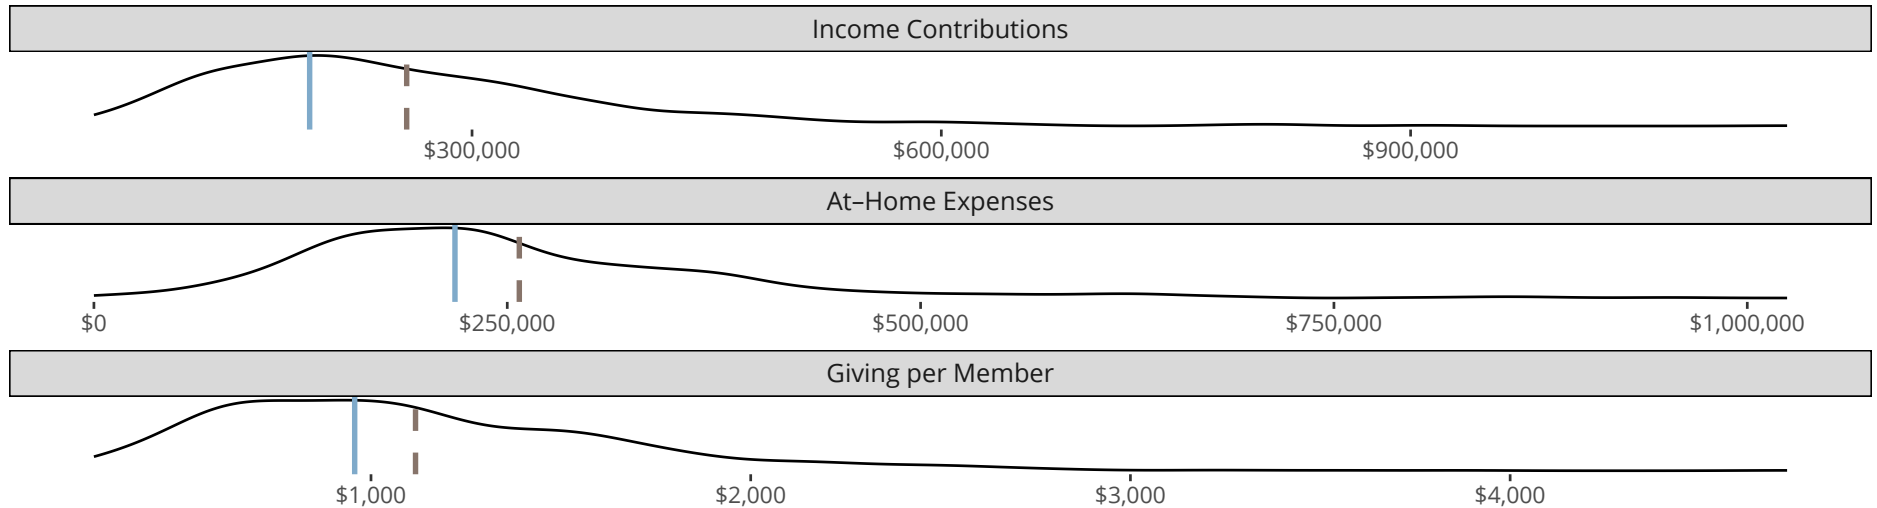 Income Contributions
$300,000 $600,000 $900,000
At–Home Expenses
$0 $250,000 $500,000 $750,000 $1,000,000
Giving per Member
$1,000 $2,000 $3,000 $4,000